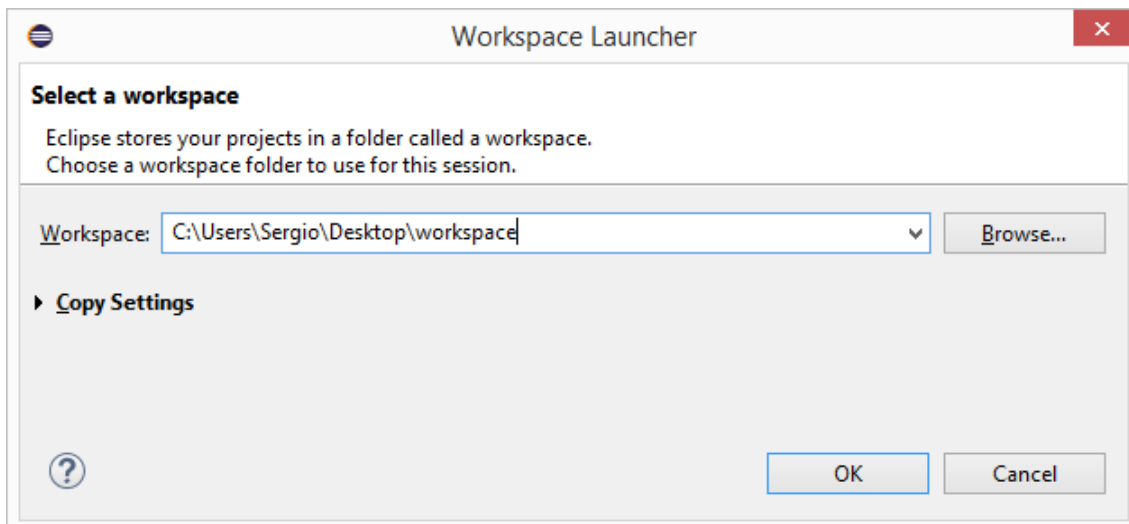 Workspace Launcher
Select a workspace
Eclipse stores your projects in a folder called a workspace.
Choose a workspace folder to use for this session.
Workspace: C:\Users\Sergio\Desktop\workspace Browse...
Copy Settings
OK Cancel